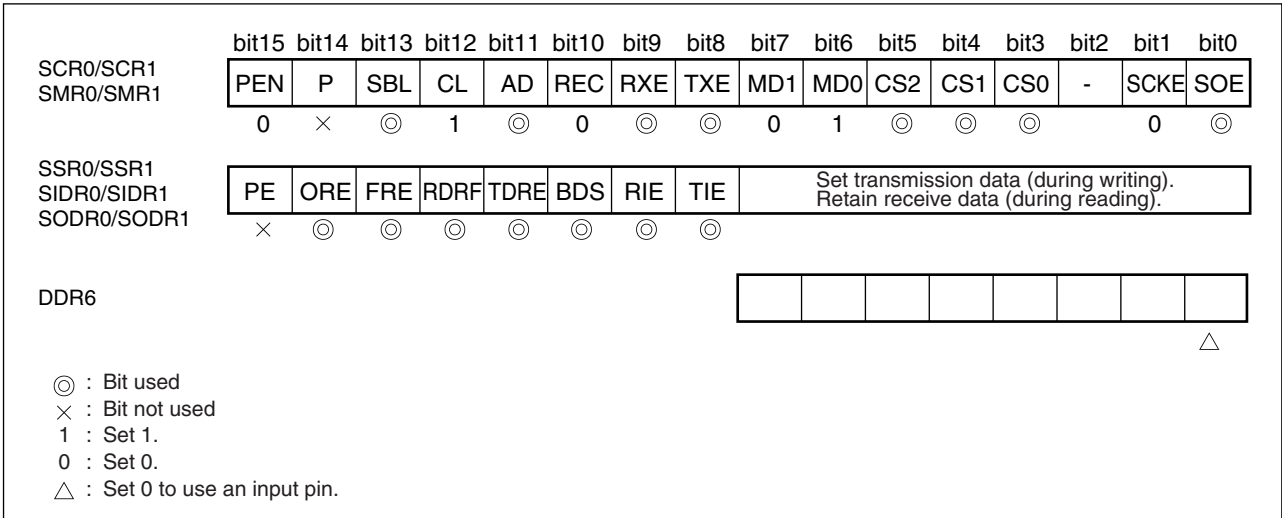 bit15 bit14 bit13 bit12 bit11 bit10 bit9 bit8 bit7 bit6 bit5 bit4 bit3 bit2 bit1 bit0
SCR0/SCR1
SMR0/SMR1
PEN P SBL CL AD REC RXE TXE MD1 MD0 CS2 CS1 CS0 - SCKE SOE
0 × ◎ 1 ◎ 0 ◎ ◎ 0 1 ◎ ◎ ◎ 0 ◎
SSR0/SSR1
SIDR0/SIDR1
SODR0/SODR1
PE ORE FRE RDRF TDRE BDS RIE TIE
Set transmission data (during writing).
Retain receive data (during reading).
× ◎ ◎ ◎ ◎ ◎ ◎ ◎
DDR6
△
◎ : Bit used
× : Bit not used
1 : Set 1.
0 : Set 0.
△ : Set 0 to use an input pin.